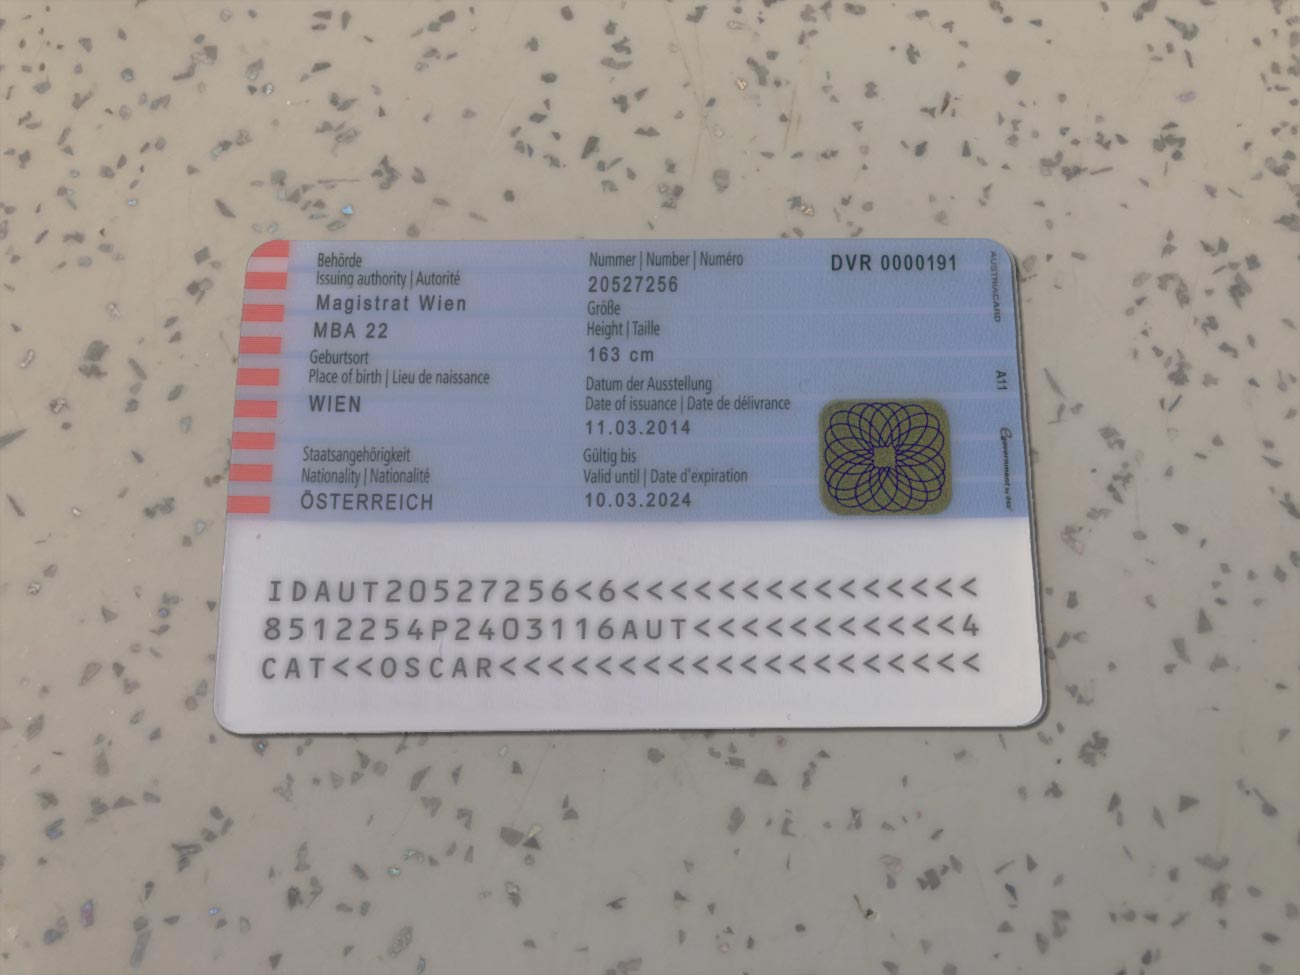 Behörde
Issuing authority | Autorité
Magistrat Wien
MBA 22
Geburtsort
Place of birth | Lieu de naissance
WIEN
Staatsangehörigkeit
Nationality | Nationalité
ÖSTERREICH
Nummer | Number | Numéro
20527256
Größe
Height | Taille
163 cm
Datum der Ausstellung
Date of issuance | Date de délivrance
11.03.2014
Gültig bis
Valid until | Date d'expiration
10.03.2024
DVR 0000191
AUSTRIACARD
A11
egovernment by
IDAUT20527256<6<<<<<<<<<<<<<<<
8512254P2403116AUT<<<<<<<<<<<4
CAT<<OSCAR<<<<<<<<<<<<<<<<<<<<